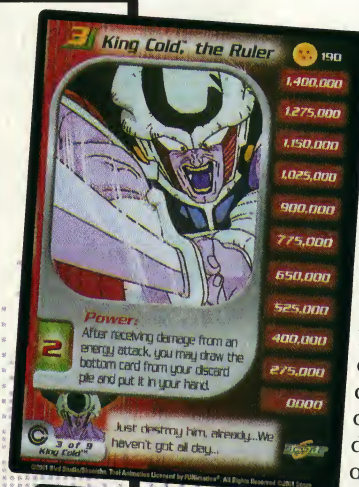 3 King Cold,™ the Ruler 190
1,400,000
1,275,000
1,150,000
1,025,000
900,000
775,000
650,000
525,000
400,000
275,000
0000
Power:
After receiving damage from an
energy attack, you may draw the
bottom card from your discard
pile and put it in your hand.
2
Just destroy him, already...We
haven't got all day...
C
3 of 9
King Cold™